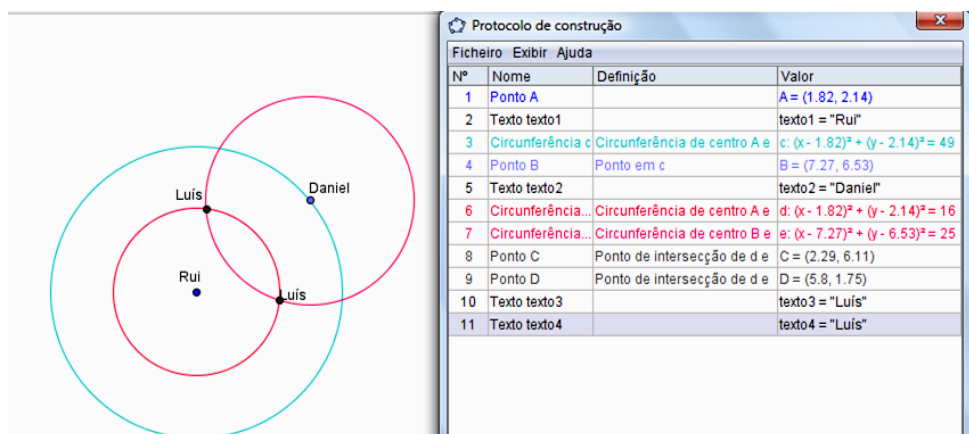 Luís
Daniel
Rui
Luís
Protocolo de construção
Ficheiro Exibir Ajuda
Nº Nome Definição Valor
1 Ponto A A = (1.82, 2.14)
2 Texto texto1 texto1 = "Rui"
3 Circunferência c Circunferência de centro A e c: (x - 1.82)² + (y - 2.14)² = 49
4 Ponto B Ponto em c B = (7.27, 6.53)
5 Texto texto2 texto2 = "Daniel"
6 Circunferência... Circunferência de centro A e d: (x - 1.82)² + (y - 2.14)² = 16
7 Circunferência... Circunferência de centro B e e: (x - 7.27)² + (y - 6.53)² = 25
8 Ponto C Ponto de intersecção de d e C = (2.29, 6.11)
9 Ponto D Ponto de intersecção de d e D = (5.8, 1.75)
10 Texto texto3 texto3 = "Luís"
11 Texto texto4 texto4 = "Luís"